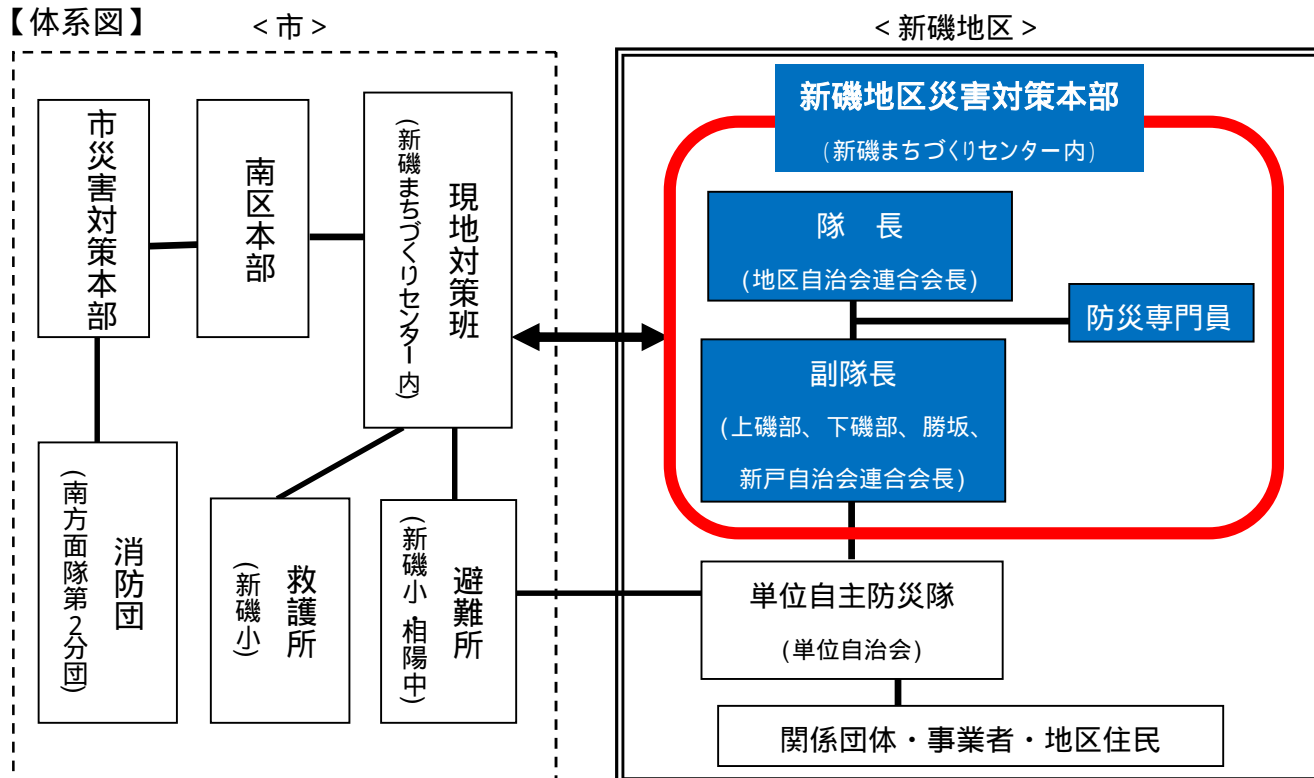 【体系図】
＜市＞
市災害対策本部
南区本部
現地対策班
(新磯まちづくりセンター内)
消防団
(南方面隊第2分団)
救護所
(新磯小)
避難所
(新磯小・相陽中)
＜新磯地区＞
新磯地区災害対策本部
(新磯まちづくりセンター内)
隊　長
(地区自治会連合会長)
防災専門員
副隊長
(上磯部、下磯部、勝坂、
新戸自治会連合会長)
単位自主防災隊
(単位自治会)
関係団体・事業者・地区住民